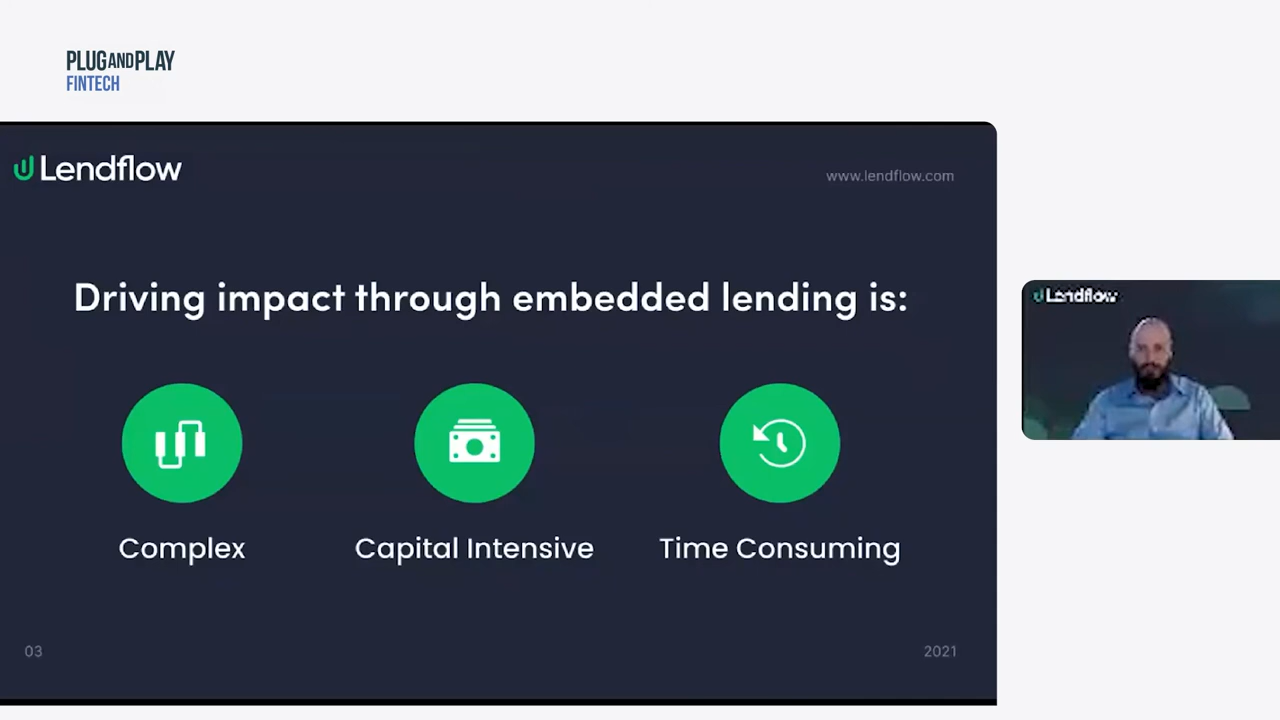 PLUGANDPLAY
FINTECH
Lendflow
www.lendflow.com
Driving impact through embedded lending is:
Complex
Capital Intensive
Time Consuming
03
2021
Lendflow